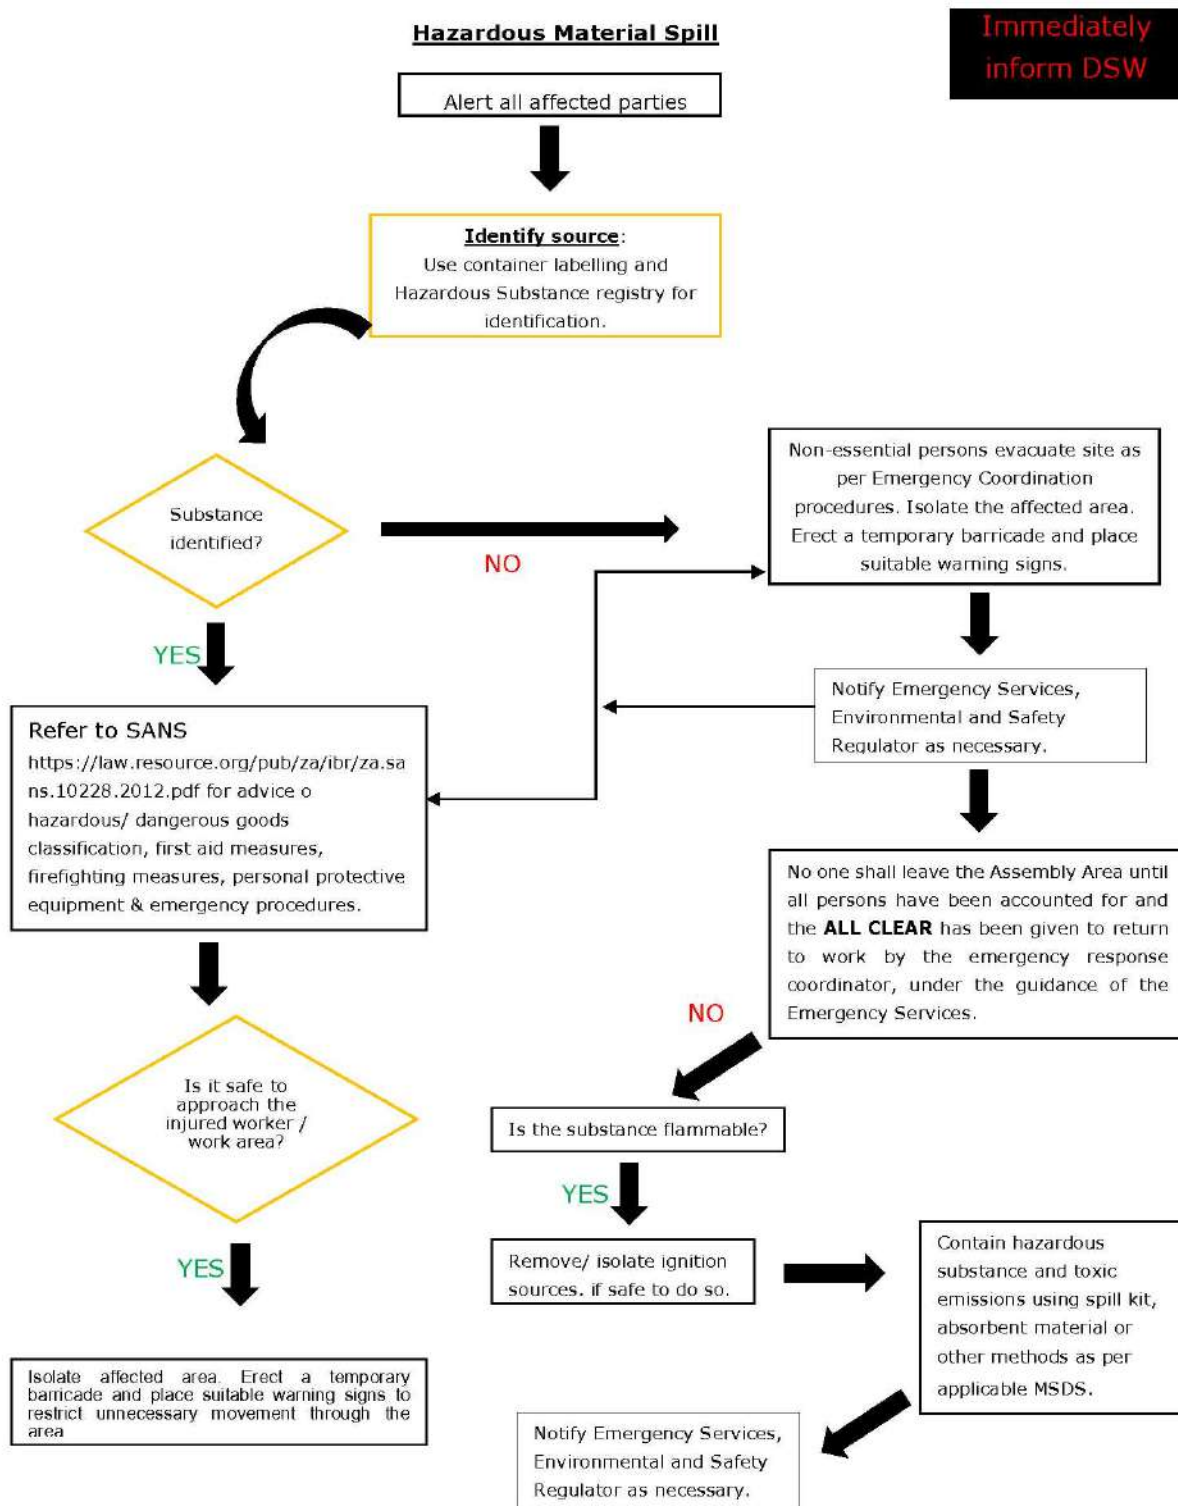 Hazardous Material Spill
Immediately
inform DSW
Alert all affected parties
Identify source:
Use container labelling and
Hazardous Substance registry for
identification.
Substance
identified?
NO
Non-essential persons evacuate site as
per Emergency Coordination
procedures. Isolate the affected area.
Erect a temporary barricade and place
suitable warning signs.
YES
Notify Emergency Services,
Environmental and Safety
Regulator as necessary.
Refer to SANS
https://law.resource.org/pub/za/ibr/za.sa
ns.10228.2012.pdf for advice o
hazardous/ dangerous goods
classification, first aid measures,
firefighting measures, personal protective
equipment & emergency procedures.
No one shall leave the Assembly Area until
all persons have been accounted for and
the ALL CLEAR has been given to return
to work by the emergency response
coordinator, under the guidance of the
Emergency Services.
NO
Is it safe to
approach the
injured worker /
work area?
Is the substance flammable?
YES
YES
Remove/ isolate ignition
sources. if safe to do so.
Contain hazardous
substance and toxic
emissions using spill kit,
absorbent material or
other methods as per
applicable MSDS.
Isolate affected area. Erect a temporary
barricade and place suitable warning signs to
restrict unnecessary movement through the
area
Notify Emergency Services,
Environmental and Safety
Regulator as necessary.